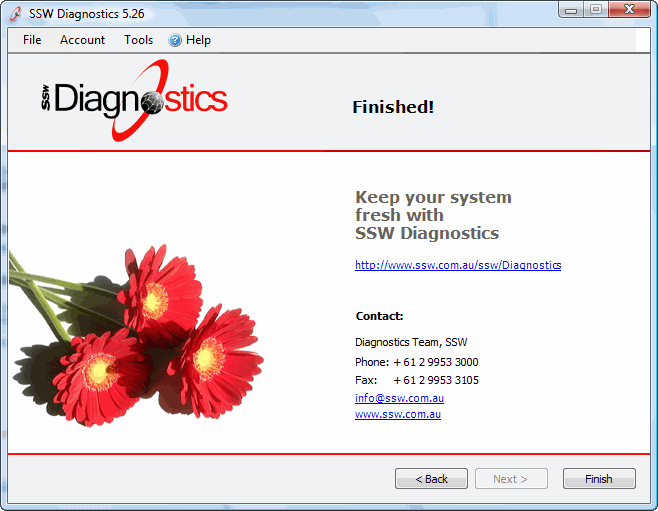 SSW Diagnostics 5.26
File Account Tools Help
SSW Diagnostics
Finished!
Keep your system
fresh with
SSW Diagnostics
http://www.ssw.com.au/ssw/Diagnostics
Contact:
Diagnostics Team, SSW
Phone: + 61 2 9953 3000
Fax: + 61 2 9953 3105
info@ssw.com.au
www.ssw.com.au
< Back Next > Finish